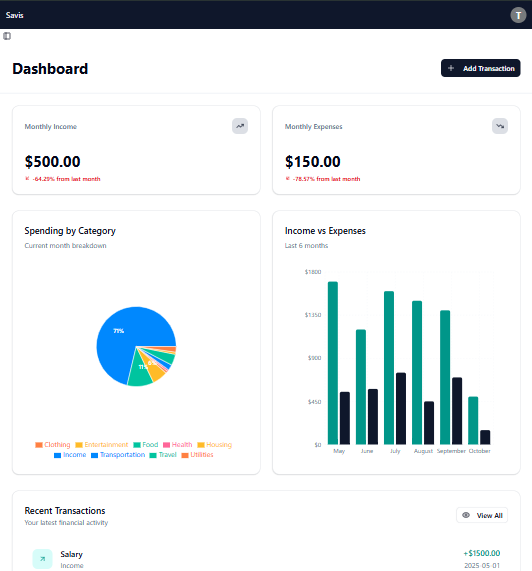 Savis
T
Dashboard
+ Add Transaction
Monthly Income
$500.00
-64.29% from last month
Monthly Expenses
$150.00
-78.57% from last month
Spending by Category
Current month breakdown
71%
11%
Clothing Entertainment Food Health Housing
Income Transportation Travel Utilities
Income vs Expenses
Last 6 months
$1800
$1350
$900
$450
$0
May June July August September October
Recent Transactions
Your latest financial activity
View All
Salary
Income
+$1500.00
2025-05-01